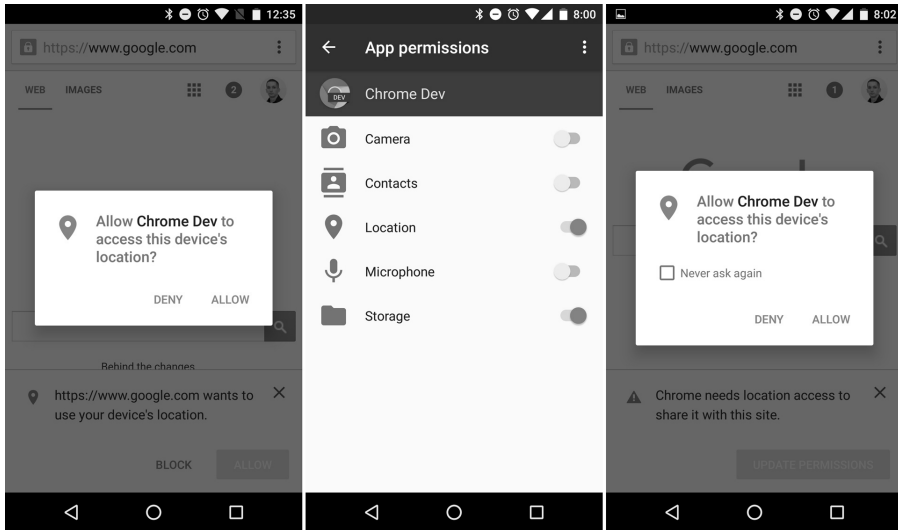 12:35
https://www.google.com
WEB IMAGES 2
Allow Chrome Dev to
access this device's
location?
DENY ALLOW
Behind the changes
https://www.google.com wants to
use your device's location.
BLOCK ALLOW
8:00
App permissions
DEV Chrome Dev
Camera
Contacts
Location
Microphone
Storage
8:02
https://www.google.com
WEB IMAGES 1
Allow Chrome Dev to
access this device's
location?
Never ask again
DENY ALLOW
Chrome needs location access to
share it with this site.
UPDATE PERMISSIONS